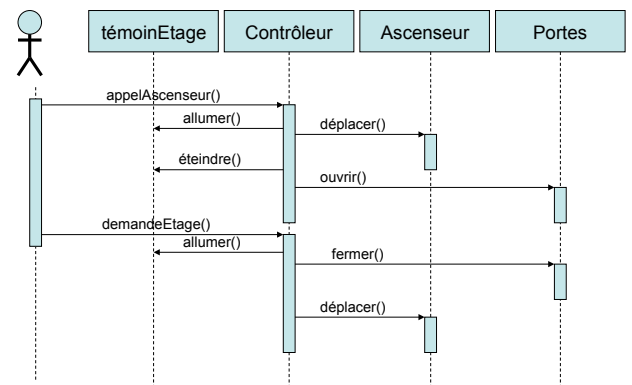 témoinEtage
Contrôleur
Ascenseur
Portes
appelAscenseur()
allumer()
déplacer()
éteindre()
ouvrir()
demandeEtage()
allumer()
fermer()
déplacer()